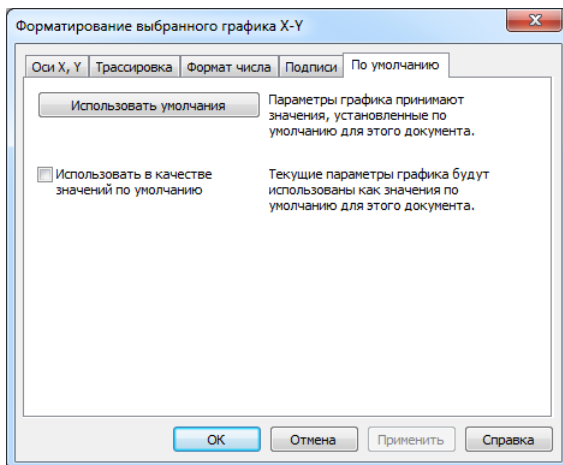 Форматирование выбранного графика X-Y
Оси X, Y Трассировка Формат числа Подписи По умолчанию
Использовать умолчания
Параметры графика принимают
значения, установленные по
умолчанию для этого документа.
Использовать в качестве
значений по умолчанию
Текущие параметры графика будут
использованы как значения по
умолчанию для этого документа.
ОК Отмена Применить Справка